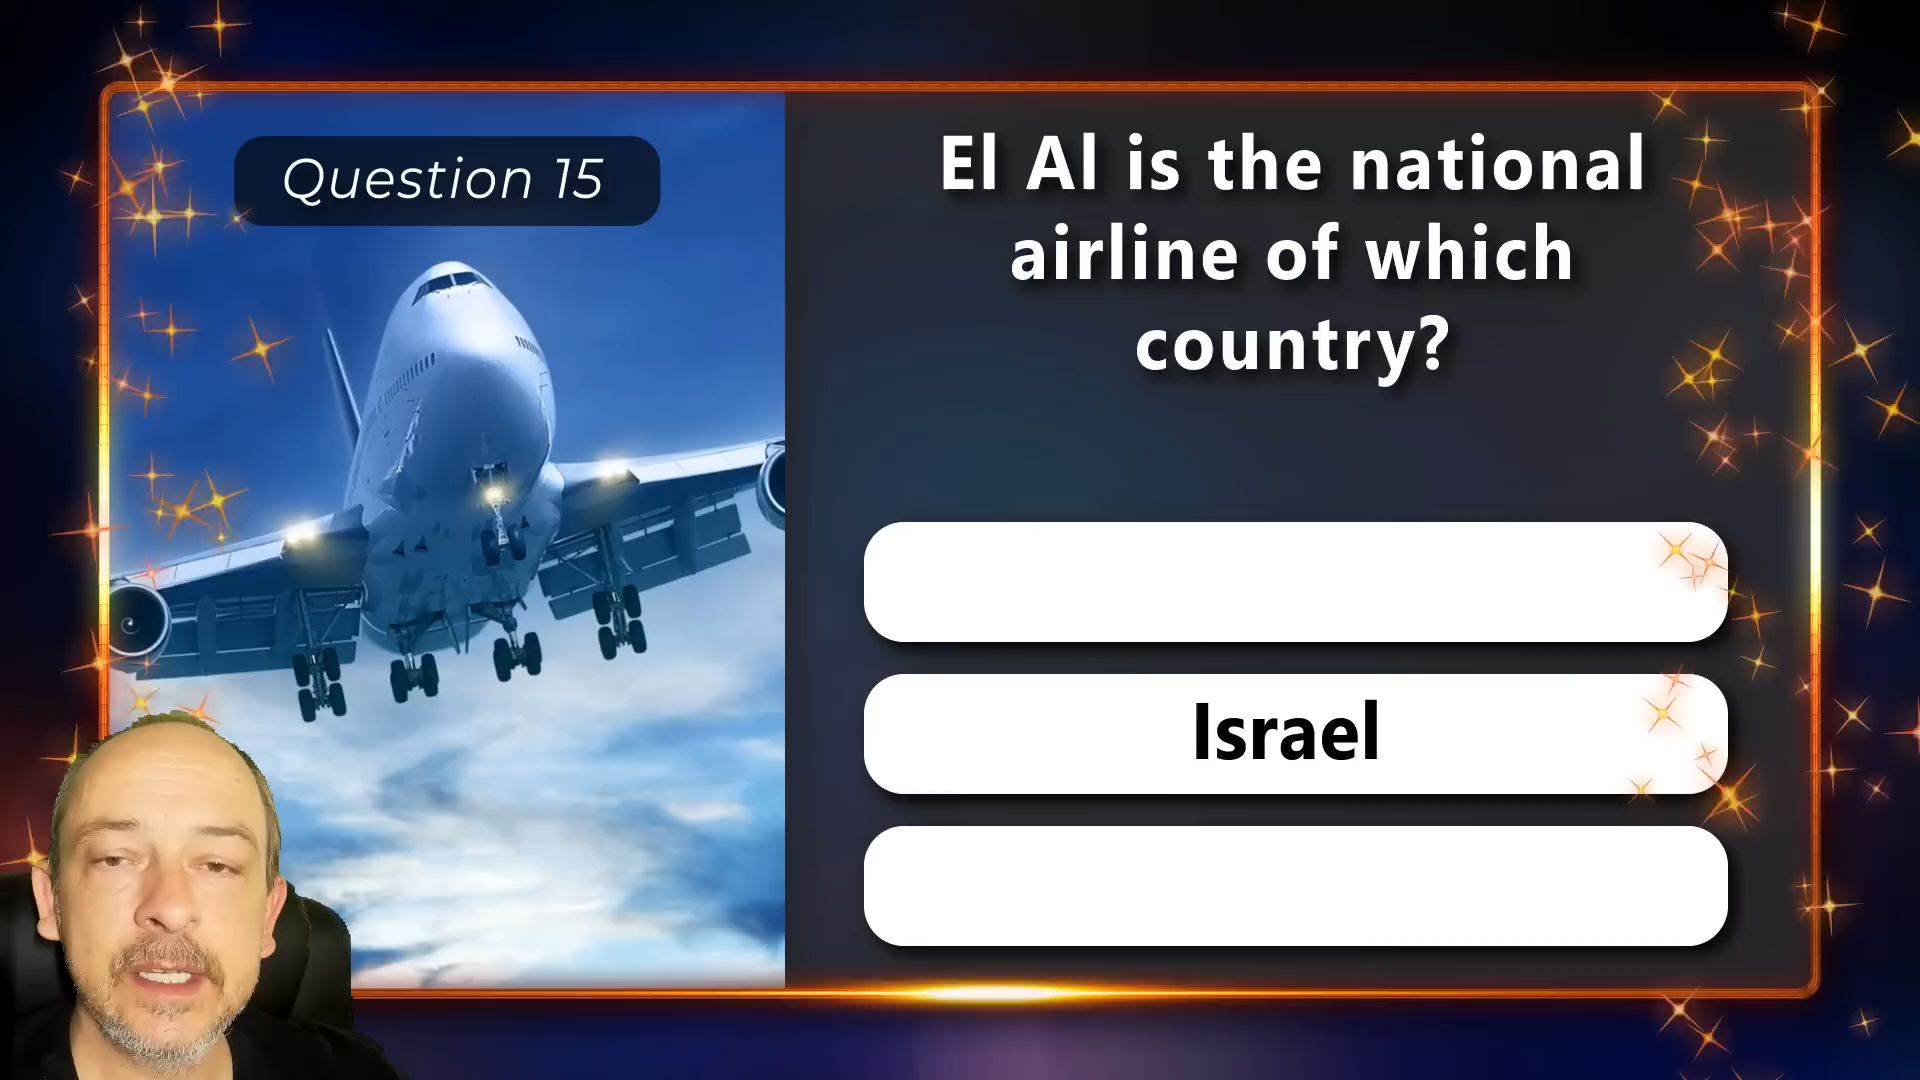 Question 15
El Al is the national
airline of which
country?
Israel